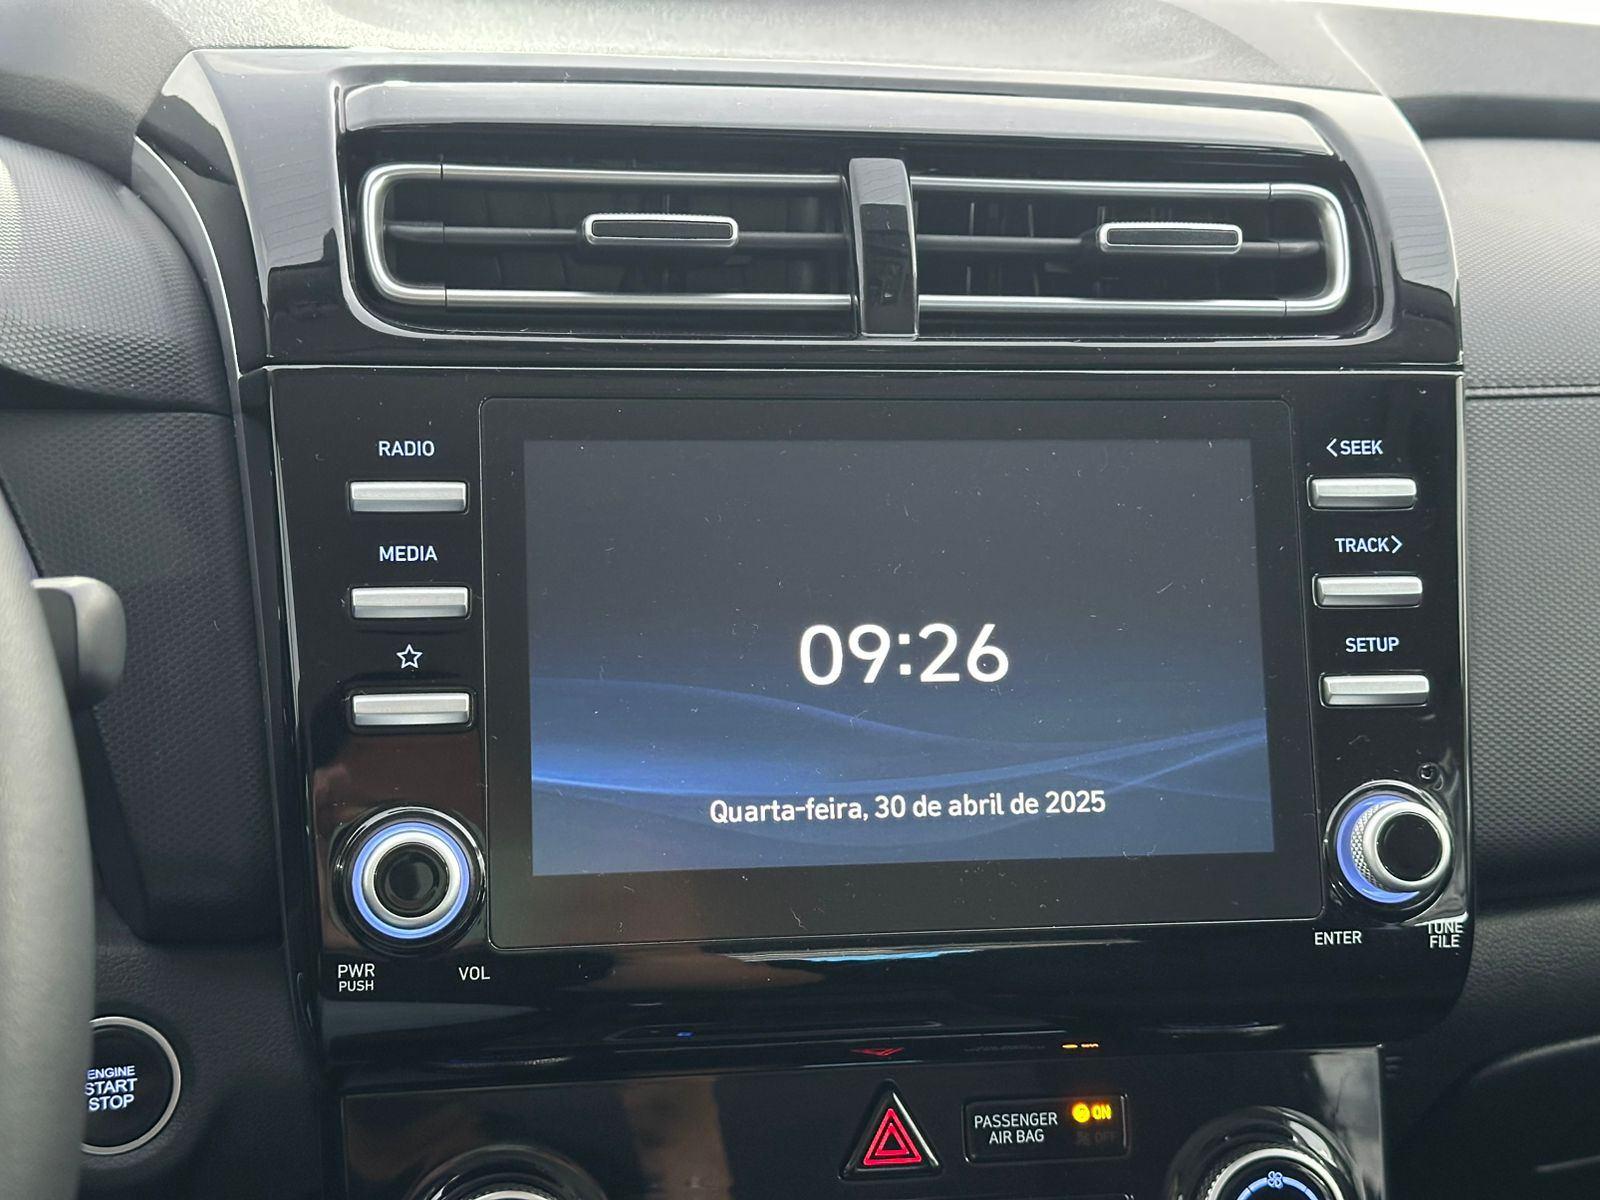 RADIO
<SEEK
MEDIA
TRACK>
SETUP
09:26
Quarta-feira, 30 de abril de 2025
PWR
PUSH
VOL
ENTER
TUNE
FILE
ENGINE
START
STOP
PASSENGER
AIR BAG
ON
OFF